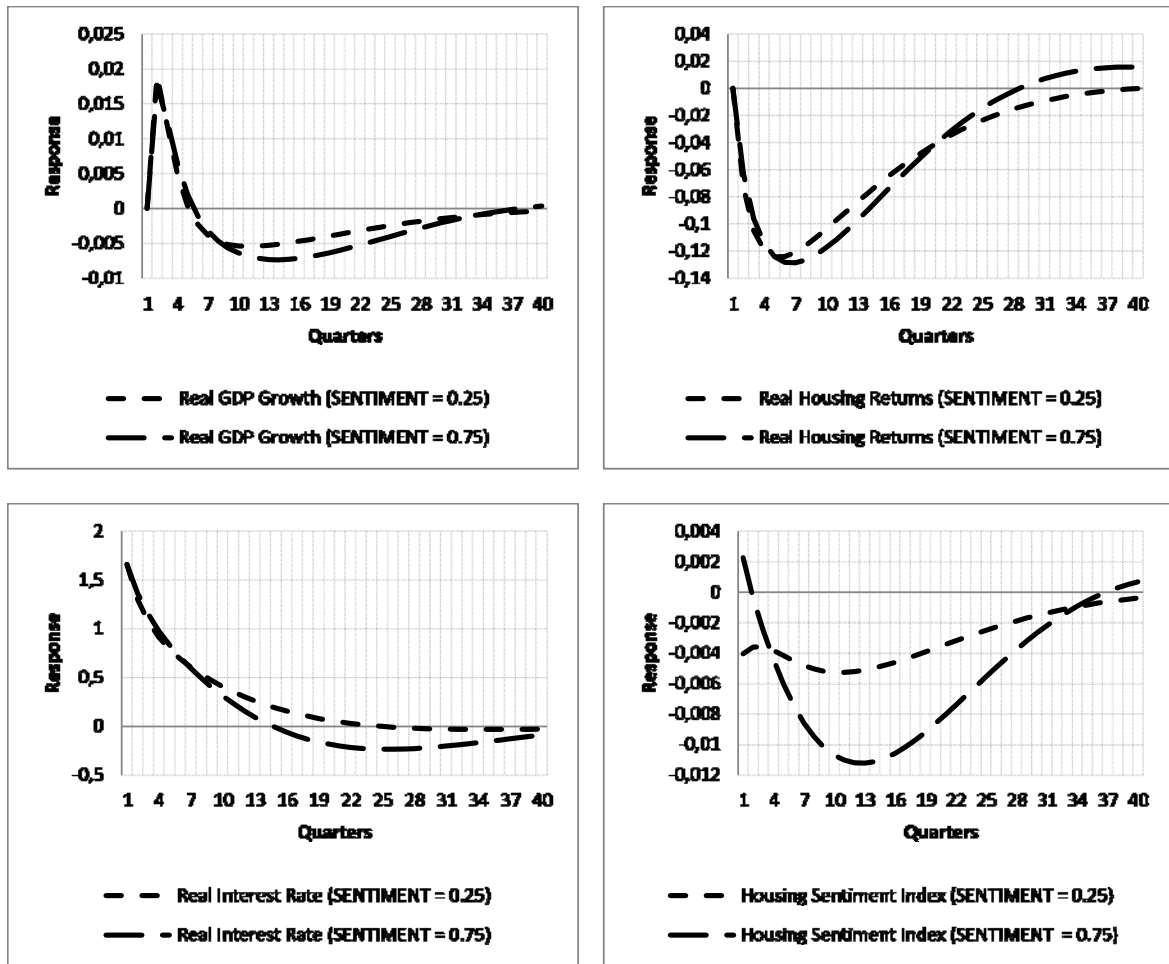 0,025
0,02
0,015
0,01
0,005
0
-0,005
-0,01
Response
1 4 7 10 13 16 19 22 25 28 31 34 37 40
Quarters
Real GDP Growth (SENTIMENT = 0.25)
Real GDP Growth (SENTIMENT = 0.75)
0,04
0,02
0
-0,02
-0,04
-0,06
-0,08
-0,1
-0,12
-0,14
Response
1 4 7 10 13 16 19 22 25 28 31 34 37 40
Quarters
Real Housing Returns (SENTIMENT = 0.25)
Real Housing Returns (SENTIMENT = 0.75)
2
1,5
1
0,5
0
-0,5
Response
1 4 7 10 13 16 19 22 25 28 31 34 37 40
Quarters
Real Interest Rate (SENTIMENT = 0.25)
Real Interest Rate (SENTIMENT = 0.75)
0,004
0,002
0
-0,002
-0,004
-0,006
-0,008
-0,01
-0,012
Response
1 4 7 10 13 16 19 22 25 28 31 34 37 40
Quarters
Housing Sentiment Index (SENTIMENT = 0.25)
Housing Sentiment Index (SENTIMENT = 0.75)